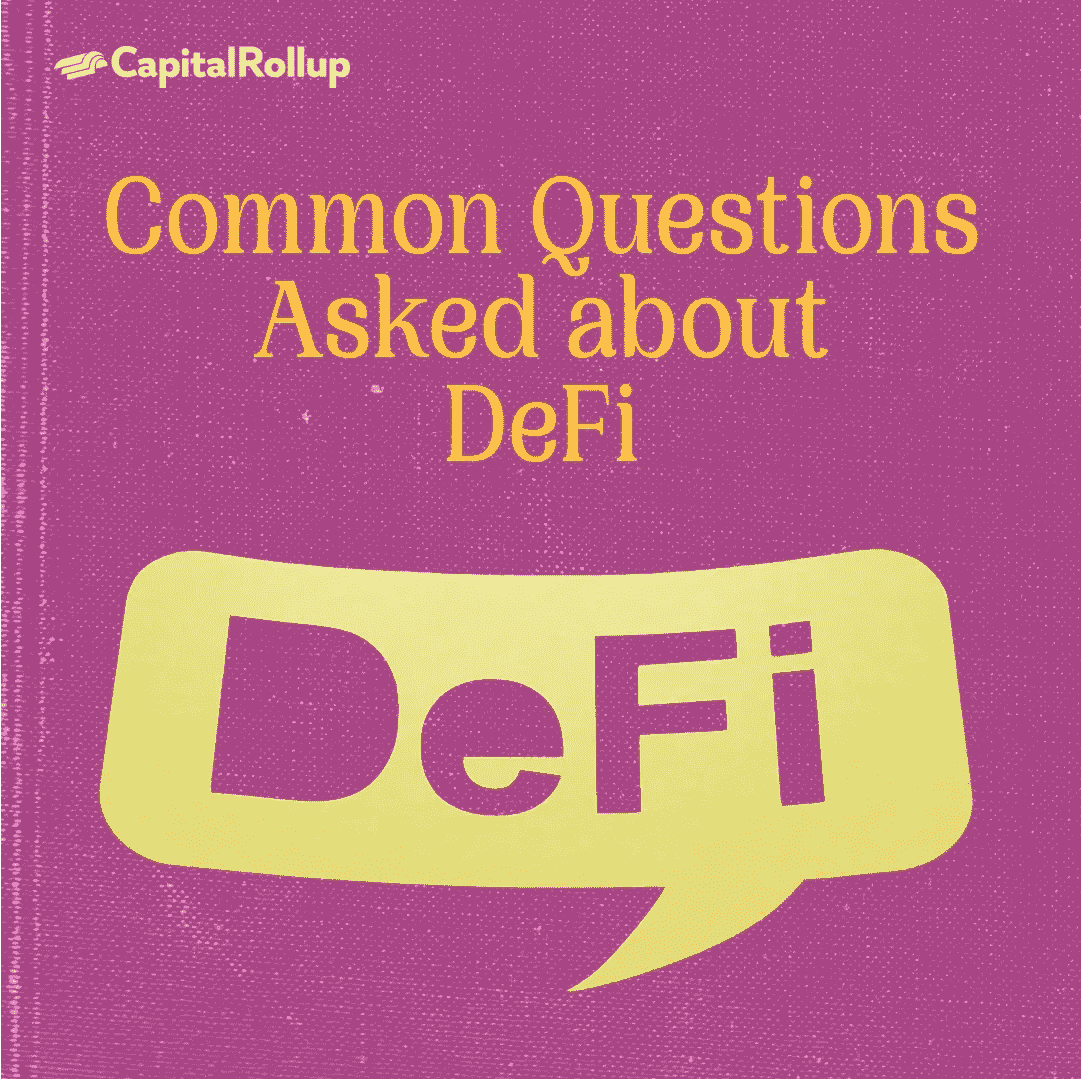 CapitalRollup
Common Questions
Asked about
DeFi
DeFi